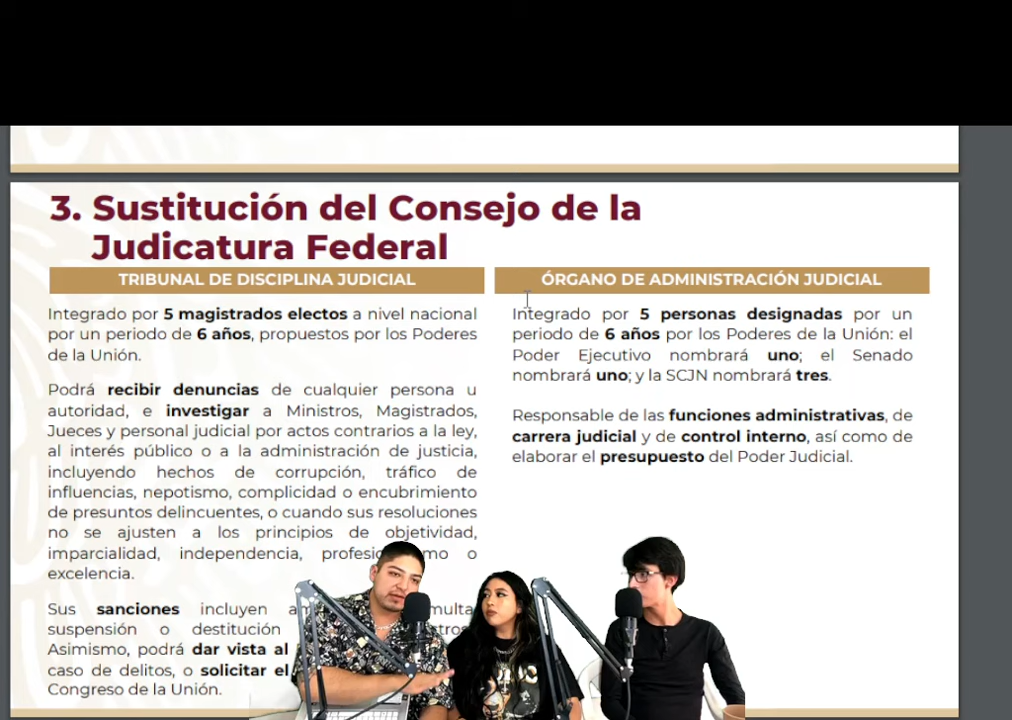 3. Sustitución del Consejo de la
Judicatura Federal
TRIBUNAL DE DISCIPLINA JUDICIAL
Integrado por 5 magistrados electos a nivel nacional
por un periodo de 6 años, propuestos por los Poderes
de la Unión.
Podrá recibir denuncias de cualquier persona u
autoridad, e investigar a Ministros, Magistrados,
Jueces y personal judicial por actos contrarios a la ley,
al interés público o a la administración de justicia,
incluyendo hechos de corrupción, tráfico de
influencias, nepotismo, complicidad o encubrimiento
de presuntos delincuentes, o cuando sus resoluciones
no se ajusten a los principios de objetividad,
imparcialidad, independencia, o
excelencia.
Sus sanciones incluyen
suspensión o destitución
Asimismo, podrá dar vista al
caso de delitos, o solicitar el
Congreso de la Unión.
ÓRGANO DE ADMINISTRACIÓN JUDICIAL
Integrado por 5 personas designadas por un
periodo de 6 años por los Poderes de la Unión: el
Poder Ejecutivo nombrará uno; el Senado
nombrará uno; y la SCJN nombrará tres.
Responsable de las funciones administrativas, de
carrera judicial y de control interno, así como de
elaborar el presupuesto del Poder Judicial.